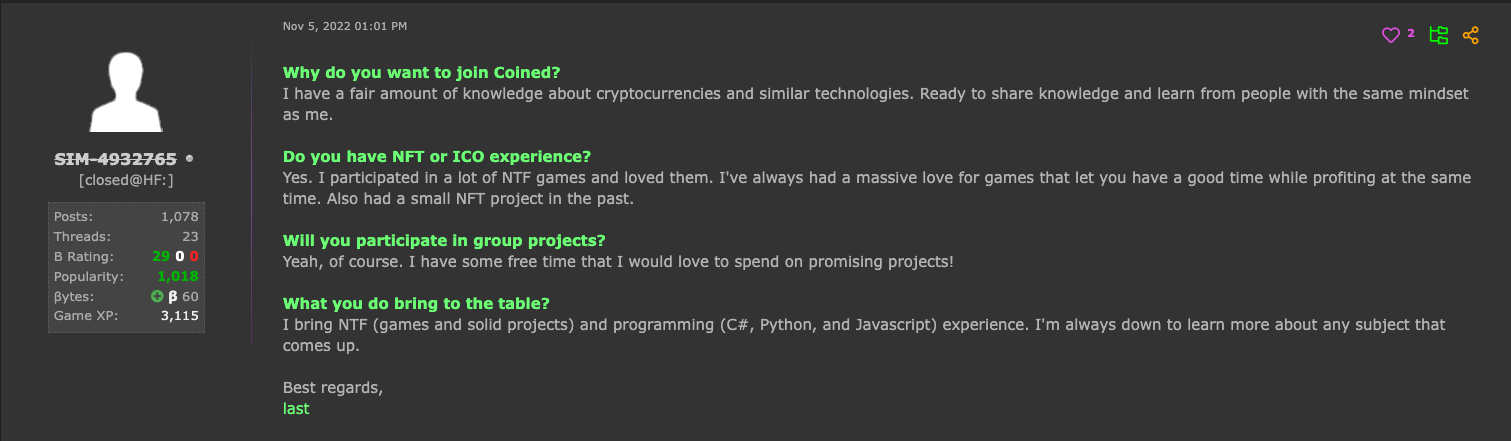 Nov 5, 2022 01:01 PM
2
SIM-4932765
[closed@HF:]
Posts: 1,078
Threads: 23
B Rating: 29 0 0
Popularity: 1,018
βytes: β 60
Game XP: 3,115
Why do you want to join Coined?
I have a fair amount of knowledge about cryptocurrencies and similar technologies. Ready to share knowledge and learn from people with the same mindset
as me.
Do you have NFT or ICO experience?
Yes. I participated in a lot of NTF games and loved them. I've always had a massive love for games that let you have a good time while profiting at the same
time. Also had a small NFT project in the past.
Will you participate in group projects?
Yeah, of course. I have some free time that I would love to spend on promising projects!
What you do bring to the table?
I bring NTF (games and solid projects) and programming (C#, Python, and Javascript) experience. I'm always down to learn more about any subject that
comes up.
Best regards,
last